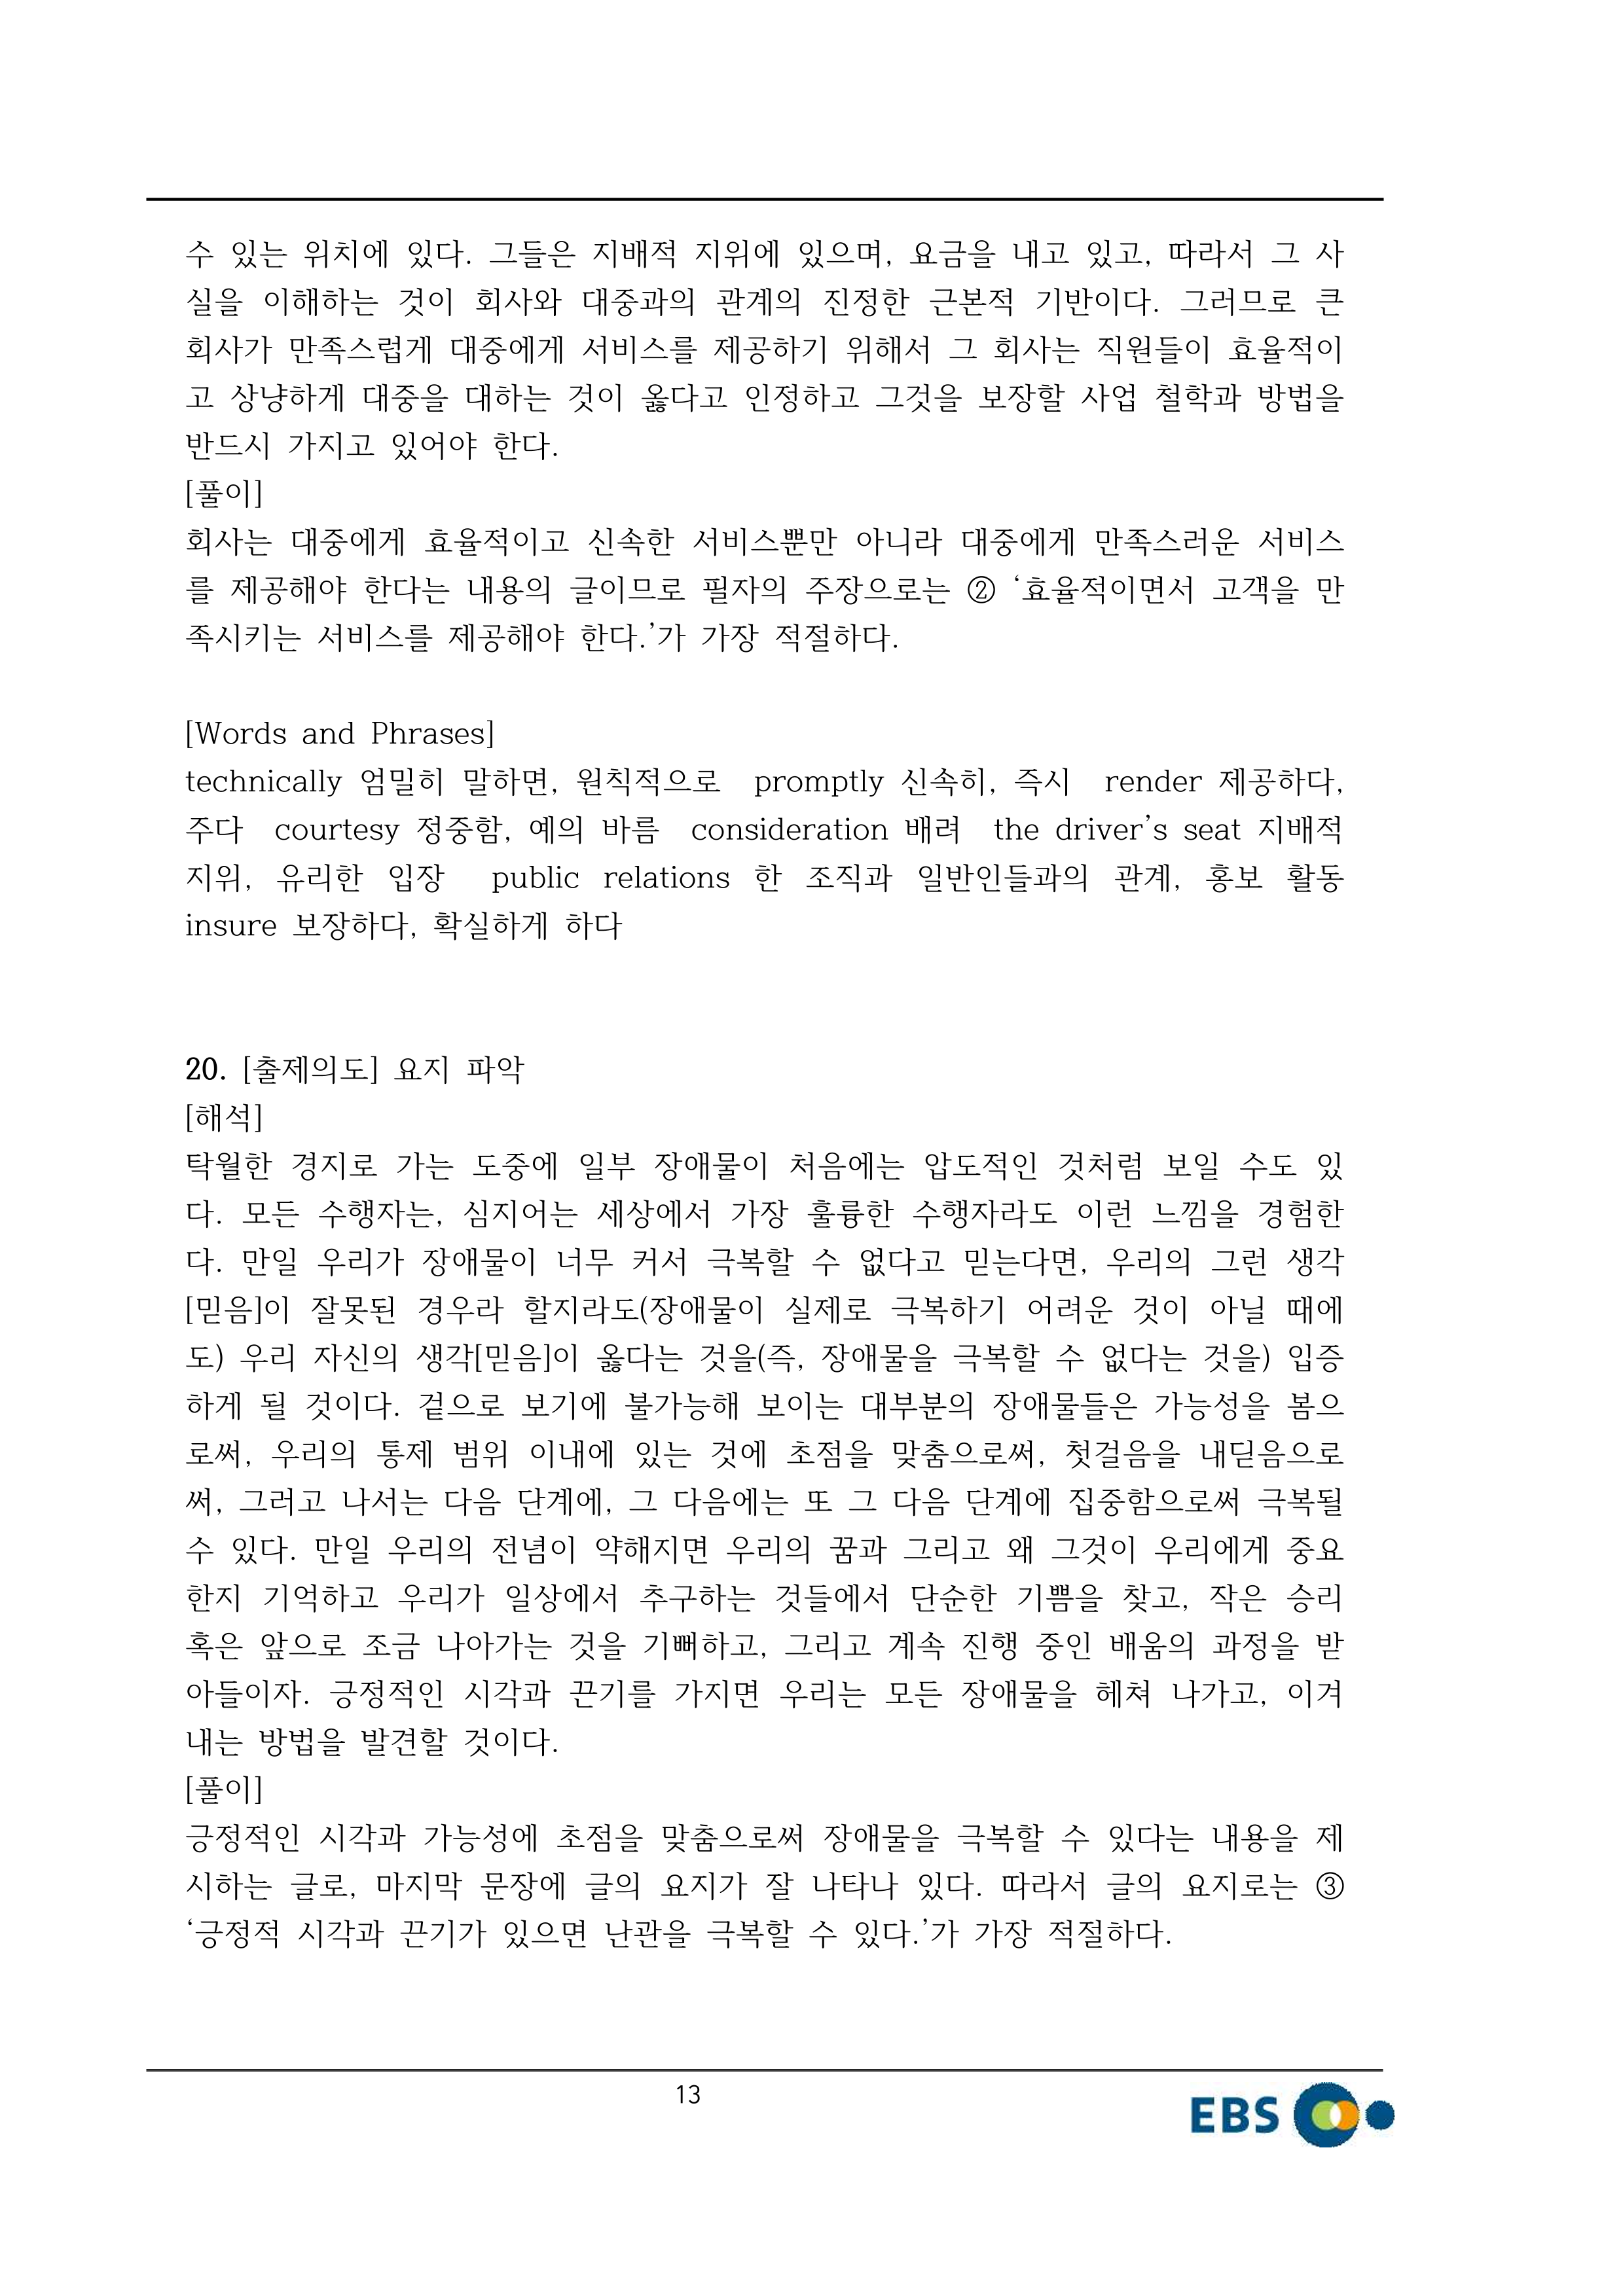 수 있는 위치에 있다. 그들은 지배적 지위에 있으며, 요금을 내고 있고, 따라서 그 사
실을 이해하는 것이 회사와 대중과의 관계의 진정한 근본적 기반이다. 그러므로 큰
회사가 만족스럽게 대중에게 서비스를 제공하기 위해서 그 회사는 직원들이 효율적이
고 상냥하게 대중을 대하는 것이 옳다고 인정하고 그것을 보장할 사업 철학과 방법을
반드시 가지고 있어야 한다.
[풀이]
회사는 대중에게 효율적이고 신속한 서비스뿐만 아니라 대중에게 만족스러운 서비스
를 제공해야 한다는 내용의 글이므로 필자의 주장으로는 ② ‘효율적이면서 고객을 만
족시키는 서비스를 제공해야 한다.’가 가장 적절하다.
[Words and Phrases]
technically 엄밀히 말하면, 원칙적으로 promptly 신속히, 즉시 render 제공하다,
주다 courtesy 정중함, 예의 바름 consideration 배려 the driver’s seat 지배적
지위, 유리한 입장 public relations 한 조직과 일반인들과의 관계, 홍보 활동
insure 보장하다, 확실하게 하다
20. [출제의도] 요지 파악
[해석]
탁월한 경지로 가는 도중에 일부 장애물이 처음에는 압도적인 것처럼 보일 수도 있
다. 모든 수행자는, 심지어는 세상에서 가장 훌륭한 수행자라도 이런 느낌을 경험한
다. 만일 우리가 장애물이 너무 커서 극복할 수 없다고 믿는다면, 우리의 그런 생각
[믿음]이 잘못된 경우라 할지라도(장애물이 실제로 극복하기 어려운 것이 아닐 때에
도) 우리 자신의 생각[믿음]이 옳다는 것을(즉, 장애물을 극복할 수 없다는 것을) 입증
하게 될 것이다. 겉으로 보기에 불가능해 보이는 대부분의 장애물들은 가능성을 봄으
로써, 우리의 통제 범위 이내에 있는 것에 초점을 맞춤으로써, 첫걸음을 내딛음으로
써, 그러고 나서는 다음 단계에, 그 다음에는 또 그 다음 단계에 집중함으로써 극복될
수 있다. 만일 우리의 전념이 약해지면 우리의 꿈과 그리고 왜 그것이 우리에게 중요
한지 기억하고 우리가 일상에서 추구하는 것들에서 단순한 기쁨을 찾고, 작은 승리
혹은 앞으로 조금 나아가는 것을 기뻐하고, 그리고 계속 진행 중인 배움의 과정을 받
아들이자. 긍정적인 시각과 끈기를 가지면 우리는 모든 장애물을 헤쳐 나가고, 이겨
내는 방법을 발견할 것이다.
[풀이]
긍정적인 시각과 가능성에 초점을 맞춤으로써 장애물을 극복할 수 있다는 내용을 제
시하는 글로, 마지막 문장에 글의 요지가 잘 나타나 있다. 따라서 글의 요지로는 ③
‘긍정적 시각과 끈기가 있으면 난관을 극복할 수 있다.’가 가장 적절하다.
13
EBS